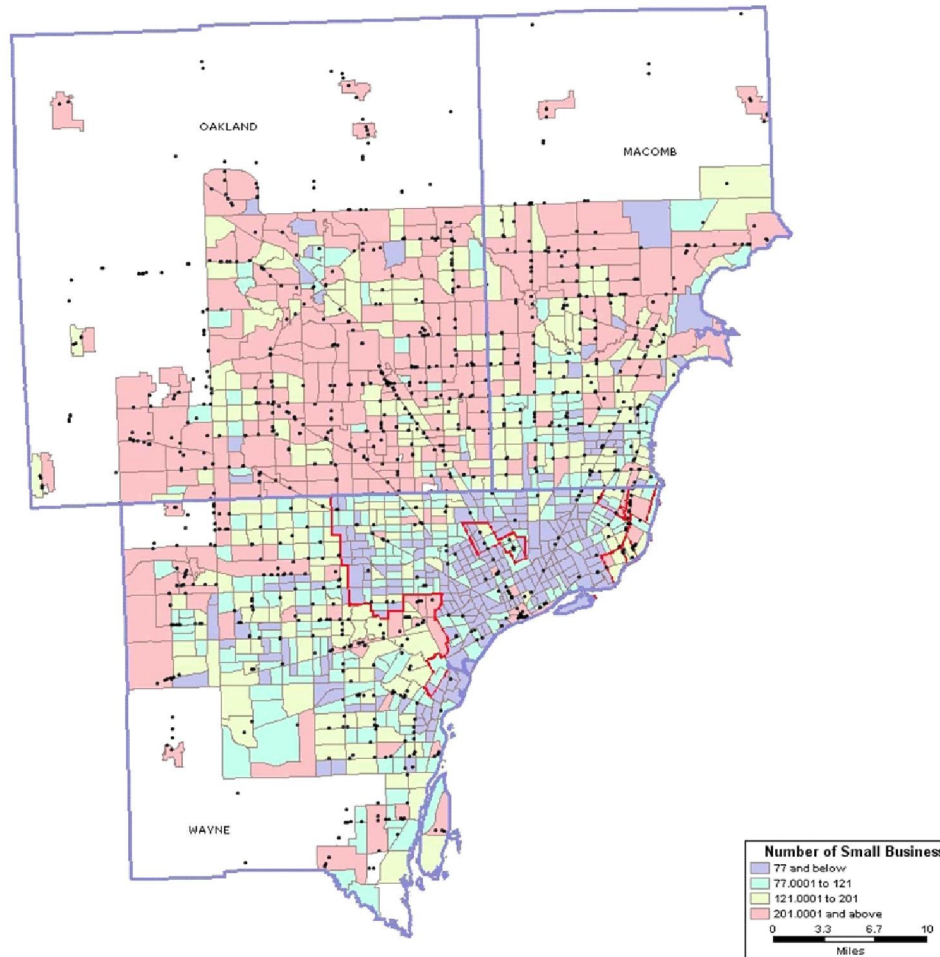 OAKLAND
MACOMB
WAYNE
Number of Small Business
77 and below
77.0001 to 121
121.0001 to 201
201.0001 and above
0 3.3 6.7 10
Miles